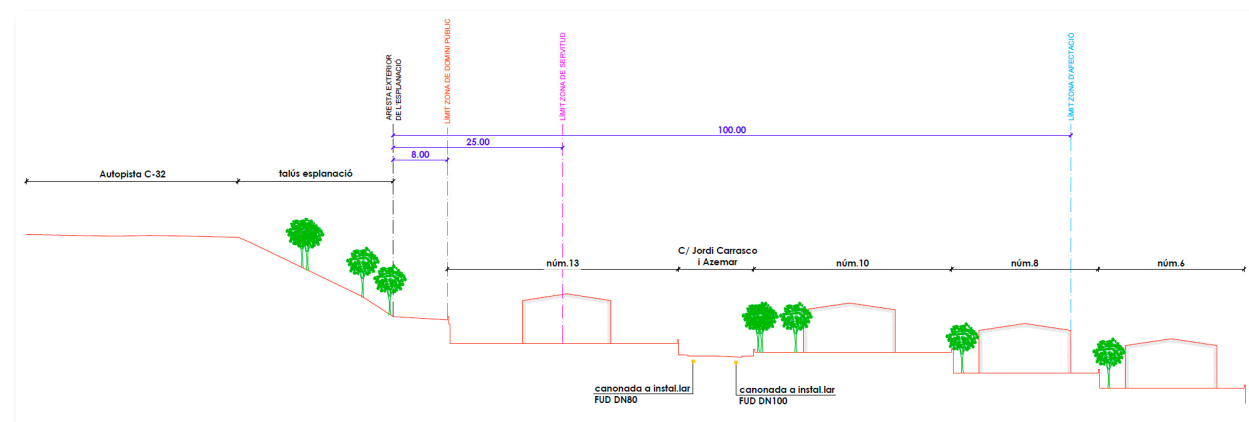 ARESTA EXTERIOR
DE L'ESPLANACIÓ
LÍMIT ZONA DE DOMINI PÚBLIC
LÍMIT ZONA DE SERVITUD
LÍMIT ZONA D'AFECTACIÓ
100.00
25.00
8.00
Autopista C-32
talús esplanació
núm.13
C/ Jordi Carrasco
i Azemar
núm.10
núm.8
núm.6
canonada a instal.lar
FUD DN80
canonada a instal.lar
FUD DN100